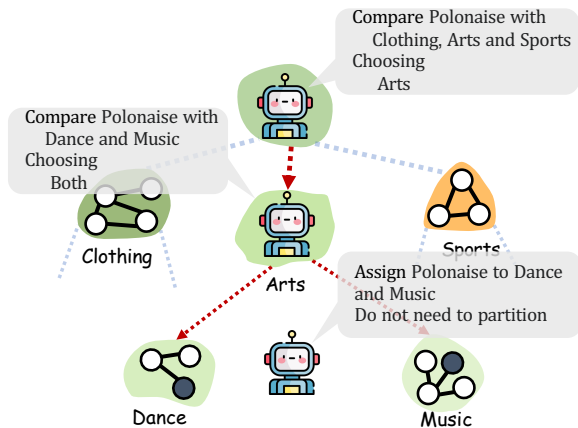 Compare Polonaise with
Clothing, Arts and Sports
Choosing
Arts
Compare Polonaise with
Dance and Music
Choosing
Both
Clothing
Arts
Sports
Assign Polonaise to Dance
and Music
Do not need to partition
Dance
Music